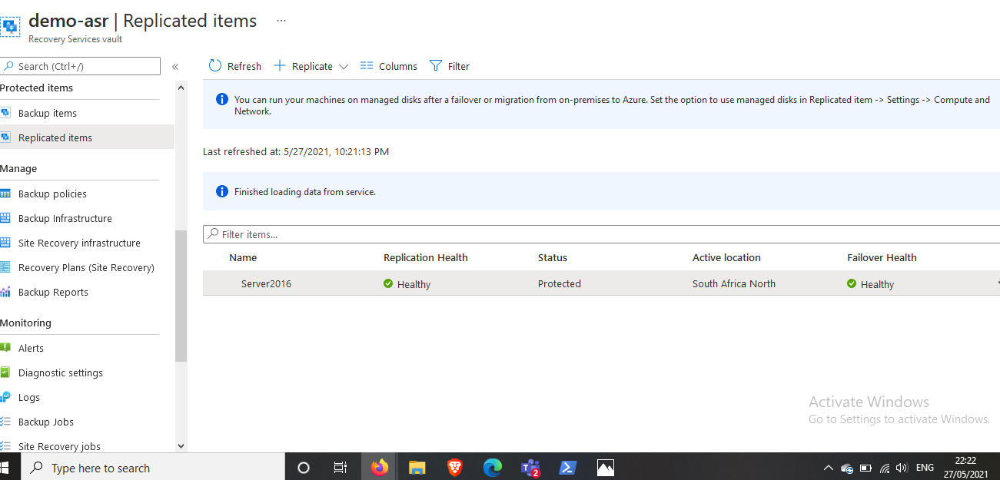 demo-asr | Replicated items ...
Recovery Services vault
Search (Ctrl+/)
«
Refresh
Replicate
Columns
Filter
Protected items
Backup items
Replicated items
Manage
Backup policies
Backup Infrastructure
Site Recovery infrastructure
Recovery Plans (Site Recovery)
Backup Reports
Monitoring
Alerts
Diagnostic settings
Logs
Backup Jobs
Site Recovery jobs
You can run your machines on managed disks after a failover or migration from on-premises to Azure. Set the option to use managed disks in Replicated item -> Settings -> Compute and
Network.
Last refreshed at: 5/27/2021, 10:21:13 PM
Finished loading data from service.
Filter items...
Name Replication Health Status Active location Failover Health
Server2016 Healthy Protected South Africa North Healthy
Activate Windows
Go to Settings to activate Windows.
Type here to search
2
ENG
22:22
27/05/2021